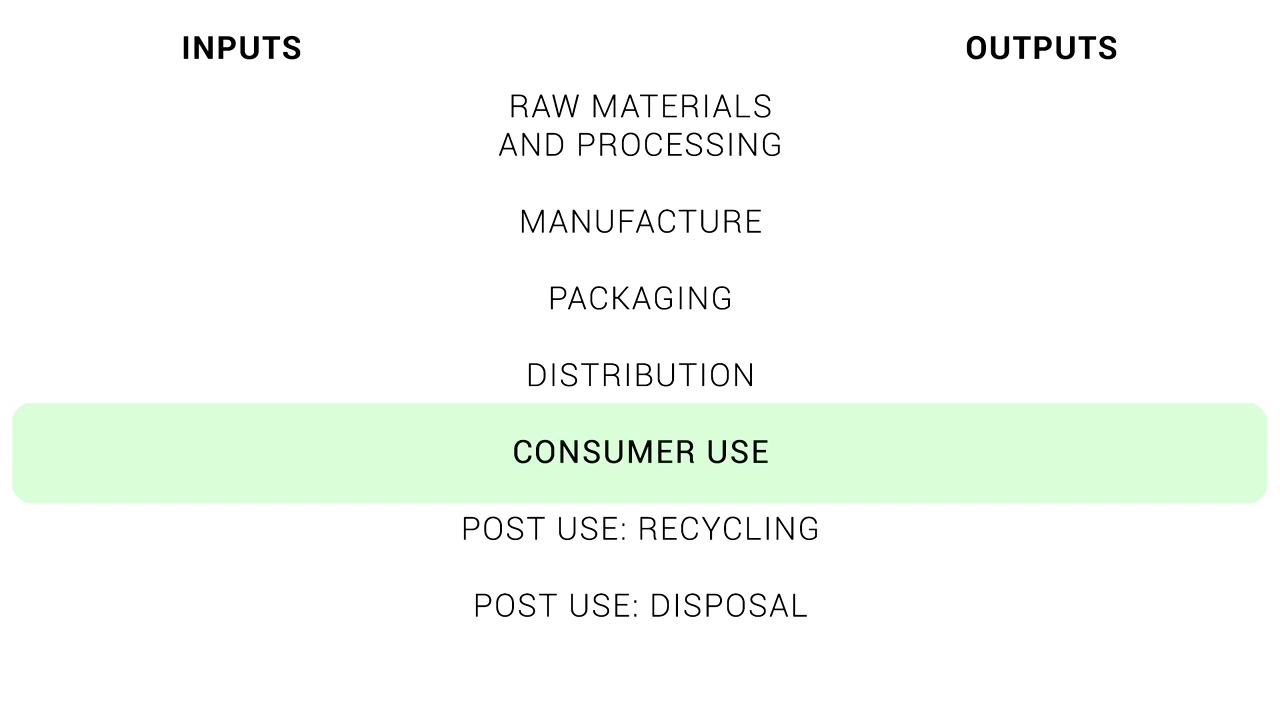 INPUTS
OUTPUTS
RAW MATERIALS
AND PROCESSING
MANUFACTURE
PACKAGING
DISTRIBUTION
CONSUMER USE
POST USE: RECYCLING
POST USE: DISPOSAL